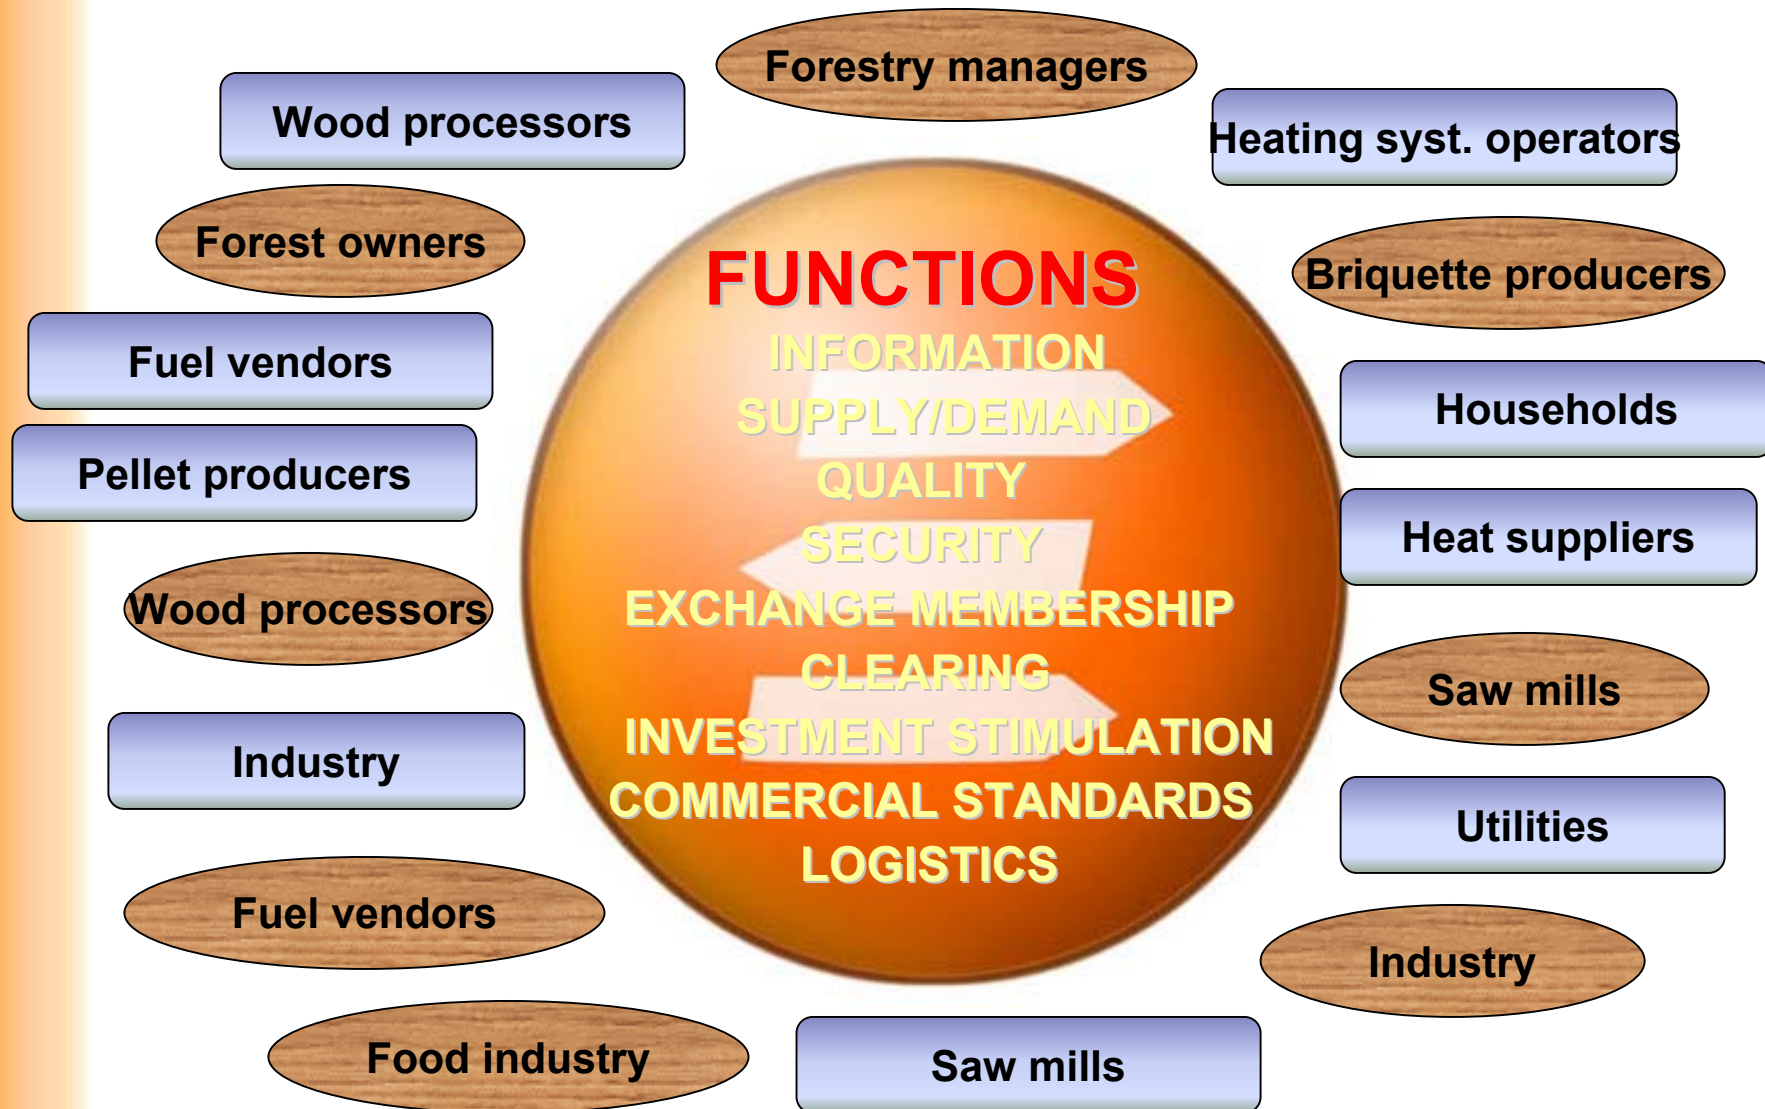 Forestry managers
Wood processors
Heating syst. operators
Forest owners
Briquette producers
Fuel vendors
Households
Pellet producers
Heat suppliers
Wood processors
Saw mills
Industry
Utilities
Fuel vendors
Industry
Food industry
Saw mills
FUNCTIONS
INFORMATION
SUPPLY/DEMAND
QUALITY
SECURITY
EXCHANGE MEMBERSHIP
CLEARING
INVESTMENT STIMULATION
COMMERCIAL STANDARDS
LOGISTICS